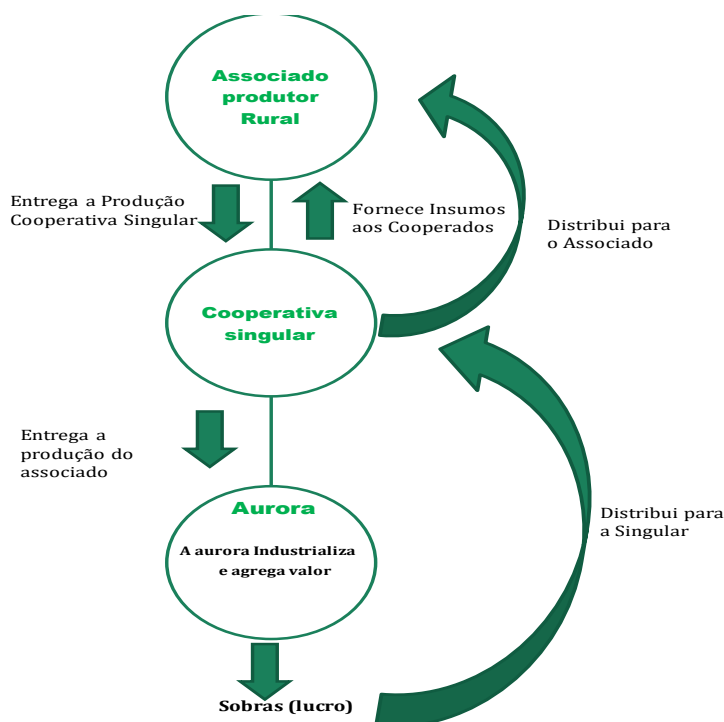 Associado
produtor
Rural
Entrega a Produção
Cooperativa Singular
Fornece Insumos
aos Cooperados
Distribui para
o Associado
Cooperativa
singular
Entrega a
produção do
associado
Aurora
A aurora Industrializa
e agrega valor
Distribui para
a Singular
Sobras (lucro)